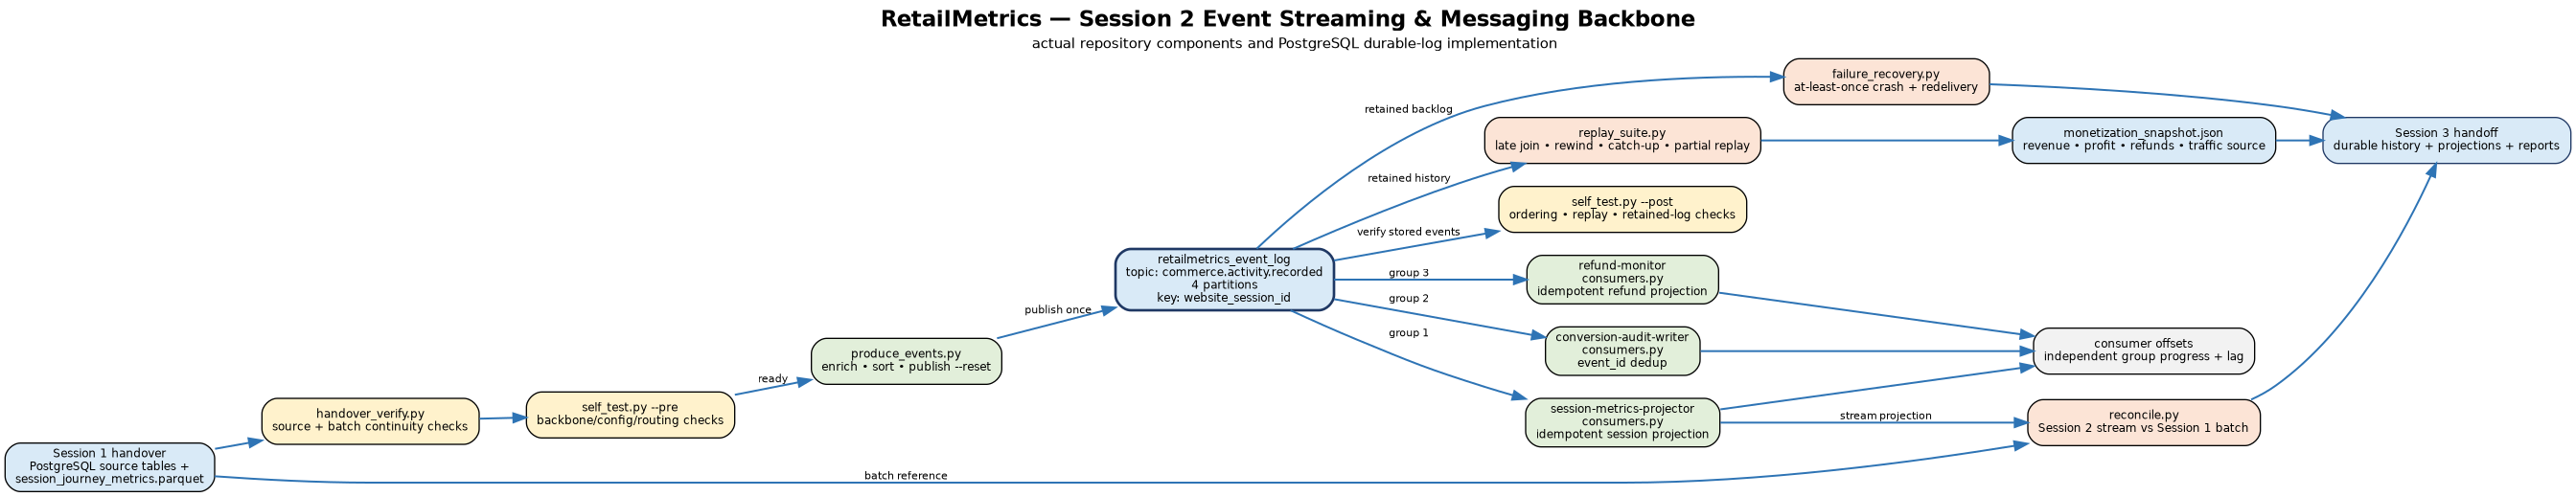 RetailMetrics — Session 2 Event Streaming & Messaging Backbone
actual repository components and PostgreSQL durable-log implementation
Session 1 handover
PostgreSQL source tables +
session_journey_metrics.parquet
handover_verify.py
source + batch continuity checks
self_test.py --pre
backbone/config/routing checks
ready
produce_events.py
enrich • sort • publish --reset
publish once
retailmetrics_event_log
topic: commerce.activity.recorded
4 partitions
key: website_session_id
retained backlog
failure_recovery.py
at-least-once crash + redelivery
retained history
replay_suite.py
late join • rewind • catch-up • partial replay
monetization_snapshot.json
revenue • profit • refunds • traffic source
Session 3 handoff
durable history + projections + reports
verify stored events
self_test.py --post
ordering • replay • retained-log checks
group 3
refund-monitor
consumers.py
idempotent refund projection
group 2
conversion-audit-writer
consumers.py
event_id dedup
group 1
session-metrics-projector
consumers.py
idempotent session projection
consumer offsets
independent group progress + lag
stream projection
reconcile.py
Session 2 stream vs Session 1 batch
batch reference